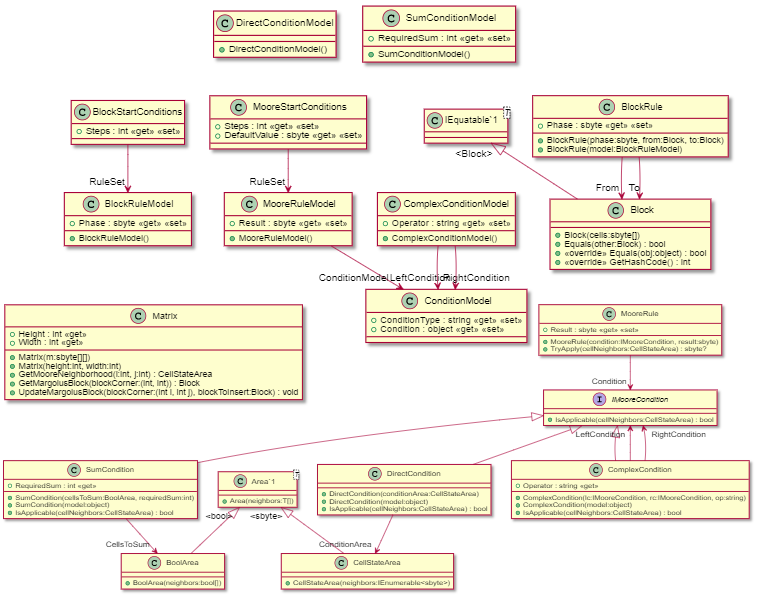 C DirectConditionModel
DirectConditionModel()
C SumConditionModel
RequiredSum : int «get» «set»
SumConditionModel()
C BlockStartConditions
Steps : int «get» «set»
C MooreStartConditions
Steps : int «get» «set»
DefaultValue : sbyte «get» «set»
C IEquatable`1
T
C BlockRule
Phase : sbyte «get» «set»
BlockRule(phase:sbyte, from:Block, to:Block)
BlockRule(model:BlockRuleModel)
<Block>
RuleSet
RuleSet
From
To
C BlockRuleModel
Phase : sbyte «get» «set»
BlockRuleModel()
C MooreRuleModel
Result : sbyte «get» «set»
MooreRuleModel()
C ComplexConditionModel
Operator : string «get» «set»
ComplexConditionModel()
C Block
Block(cells:sbyte[])
Equals(other:Block) : bool
«override» Equals(obj:object) : bool
«override» GetHashCode() : int
ConditionModel
LeftCondition
RightCondition
C ConditionModel
ConditionType : string «get» «set»
Condition : object «get» «set»
C Matrix
Height : int «get»
Width : int «get»
Matrix(m:sbyte[][])
Matrix(height:int, width:int)
GetMooreNeighborhood(i:int, j:int) : CellStateArea
GetMargolusBlock(blockCorner:(int, int)) : Block
UpdateMargolusBlock(blockCorner:(int i, int j), blockToInsert:Block) : void
C MooreRule
Result : sbyte «get» «set»
MooreRule(condition:IMooreCondition, result:sbyte)
TryApply(cellNeighbors:CellStateArea) : sbyte?
Condition
I IMooreCondition
IsApplicable(cellNeighbors:CellStateArea) : bool
LeftCondition
RightCondition
C SumCondition
RequiredSum : int «get»
SumCondition(cellsToSum:BoolArea, requiredSum:int)
SumCondition(model:object)
IsApplicable(cellNeighbors:CellStateArea) : bool
C Area`1
Area(neighbors:T[])
C DirectCondition
DirectCondition(conditionArea:CellStateArea)
DirectCondition(model:object)
IsApplicable(cellNeighbors:CellStateArea) : bool
C ComplexCondition
Operator : string «get»
ComplexCondition(lc:IMooreCondition, rc:IMooreCondition, op:string)
ComplexCondition(model:object)
IsApplicable(cellNeighbors:CellStateArea) : bool
<bool>
<sbyte>
CellsToSum
ConditionArea
C BoolArea
BoolArea(neighbors:bool[])
C CellStateArea
CellStateArea(neighbors:IEnumerable<sbyte>)